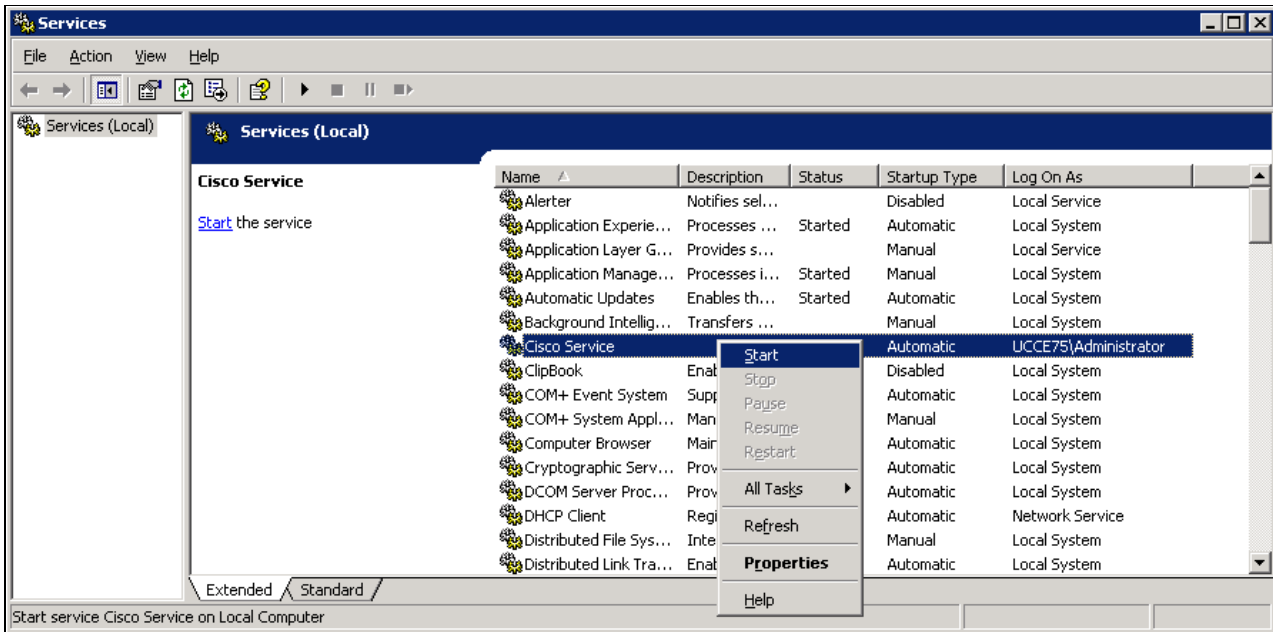 Services
File Action View Help
Services (Local)
Services (Local)
Cisco Service
Start the service
Name Description Status Startup Type Log On As
Alerter Notifies sel... Disabled Local Service
Application Experie... Processes ... Started Automatic Local System
Application Layer G... Provides s... Manual Local Service
Application Manage... Processes i... Started Manual Local System
Automatic Updates Enables th... Started Automatic Local System
Background Intellig... Transfers ... Manual Local System
Cisco Service Automatic UCCE75\Administrator
ClipBook Enab Disabled Local System
COM+ Event System Supp Automatic Local System
COM+ System Appl... Man Manual Local System
Computer Browser Main Automatic Local System
Cryptographic Serv... Prov Automatic Local System
DCOM Server Proc... Prov Automatic Local System
DHCP Client Regi Automatic Network Service
Distributed File Sys... Inte Manual Local System
Distributed Link Tra... Enab Automatic Local System
Start
Stop
Pause
Resume
Restart
All Tasks
Refresh
Properties
Help
Extended Standard
Start service Cisco Service on Local Computer